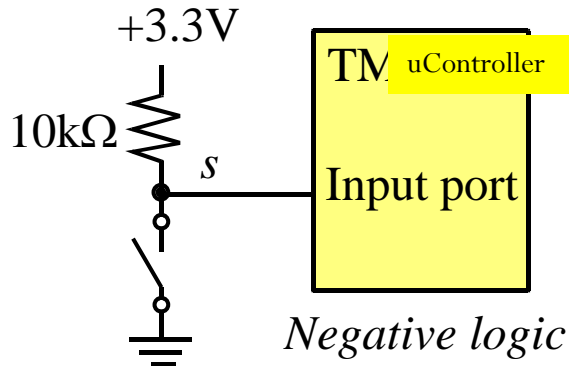 +3.3V
TM uController
10kΩ
s
Input port
Negative logic